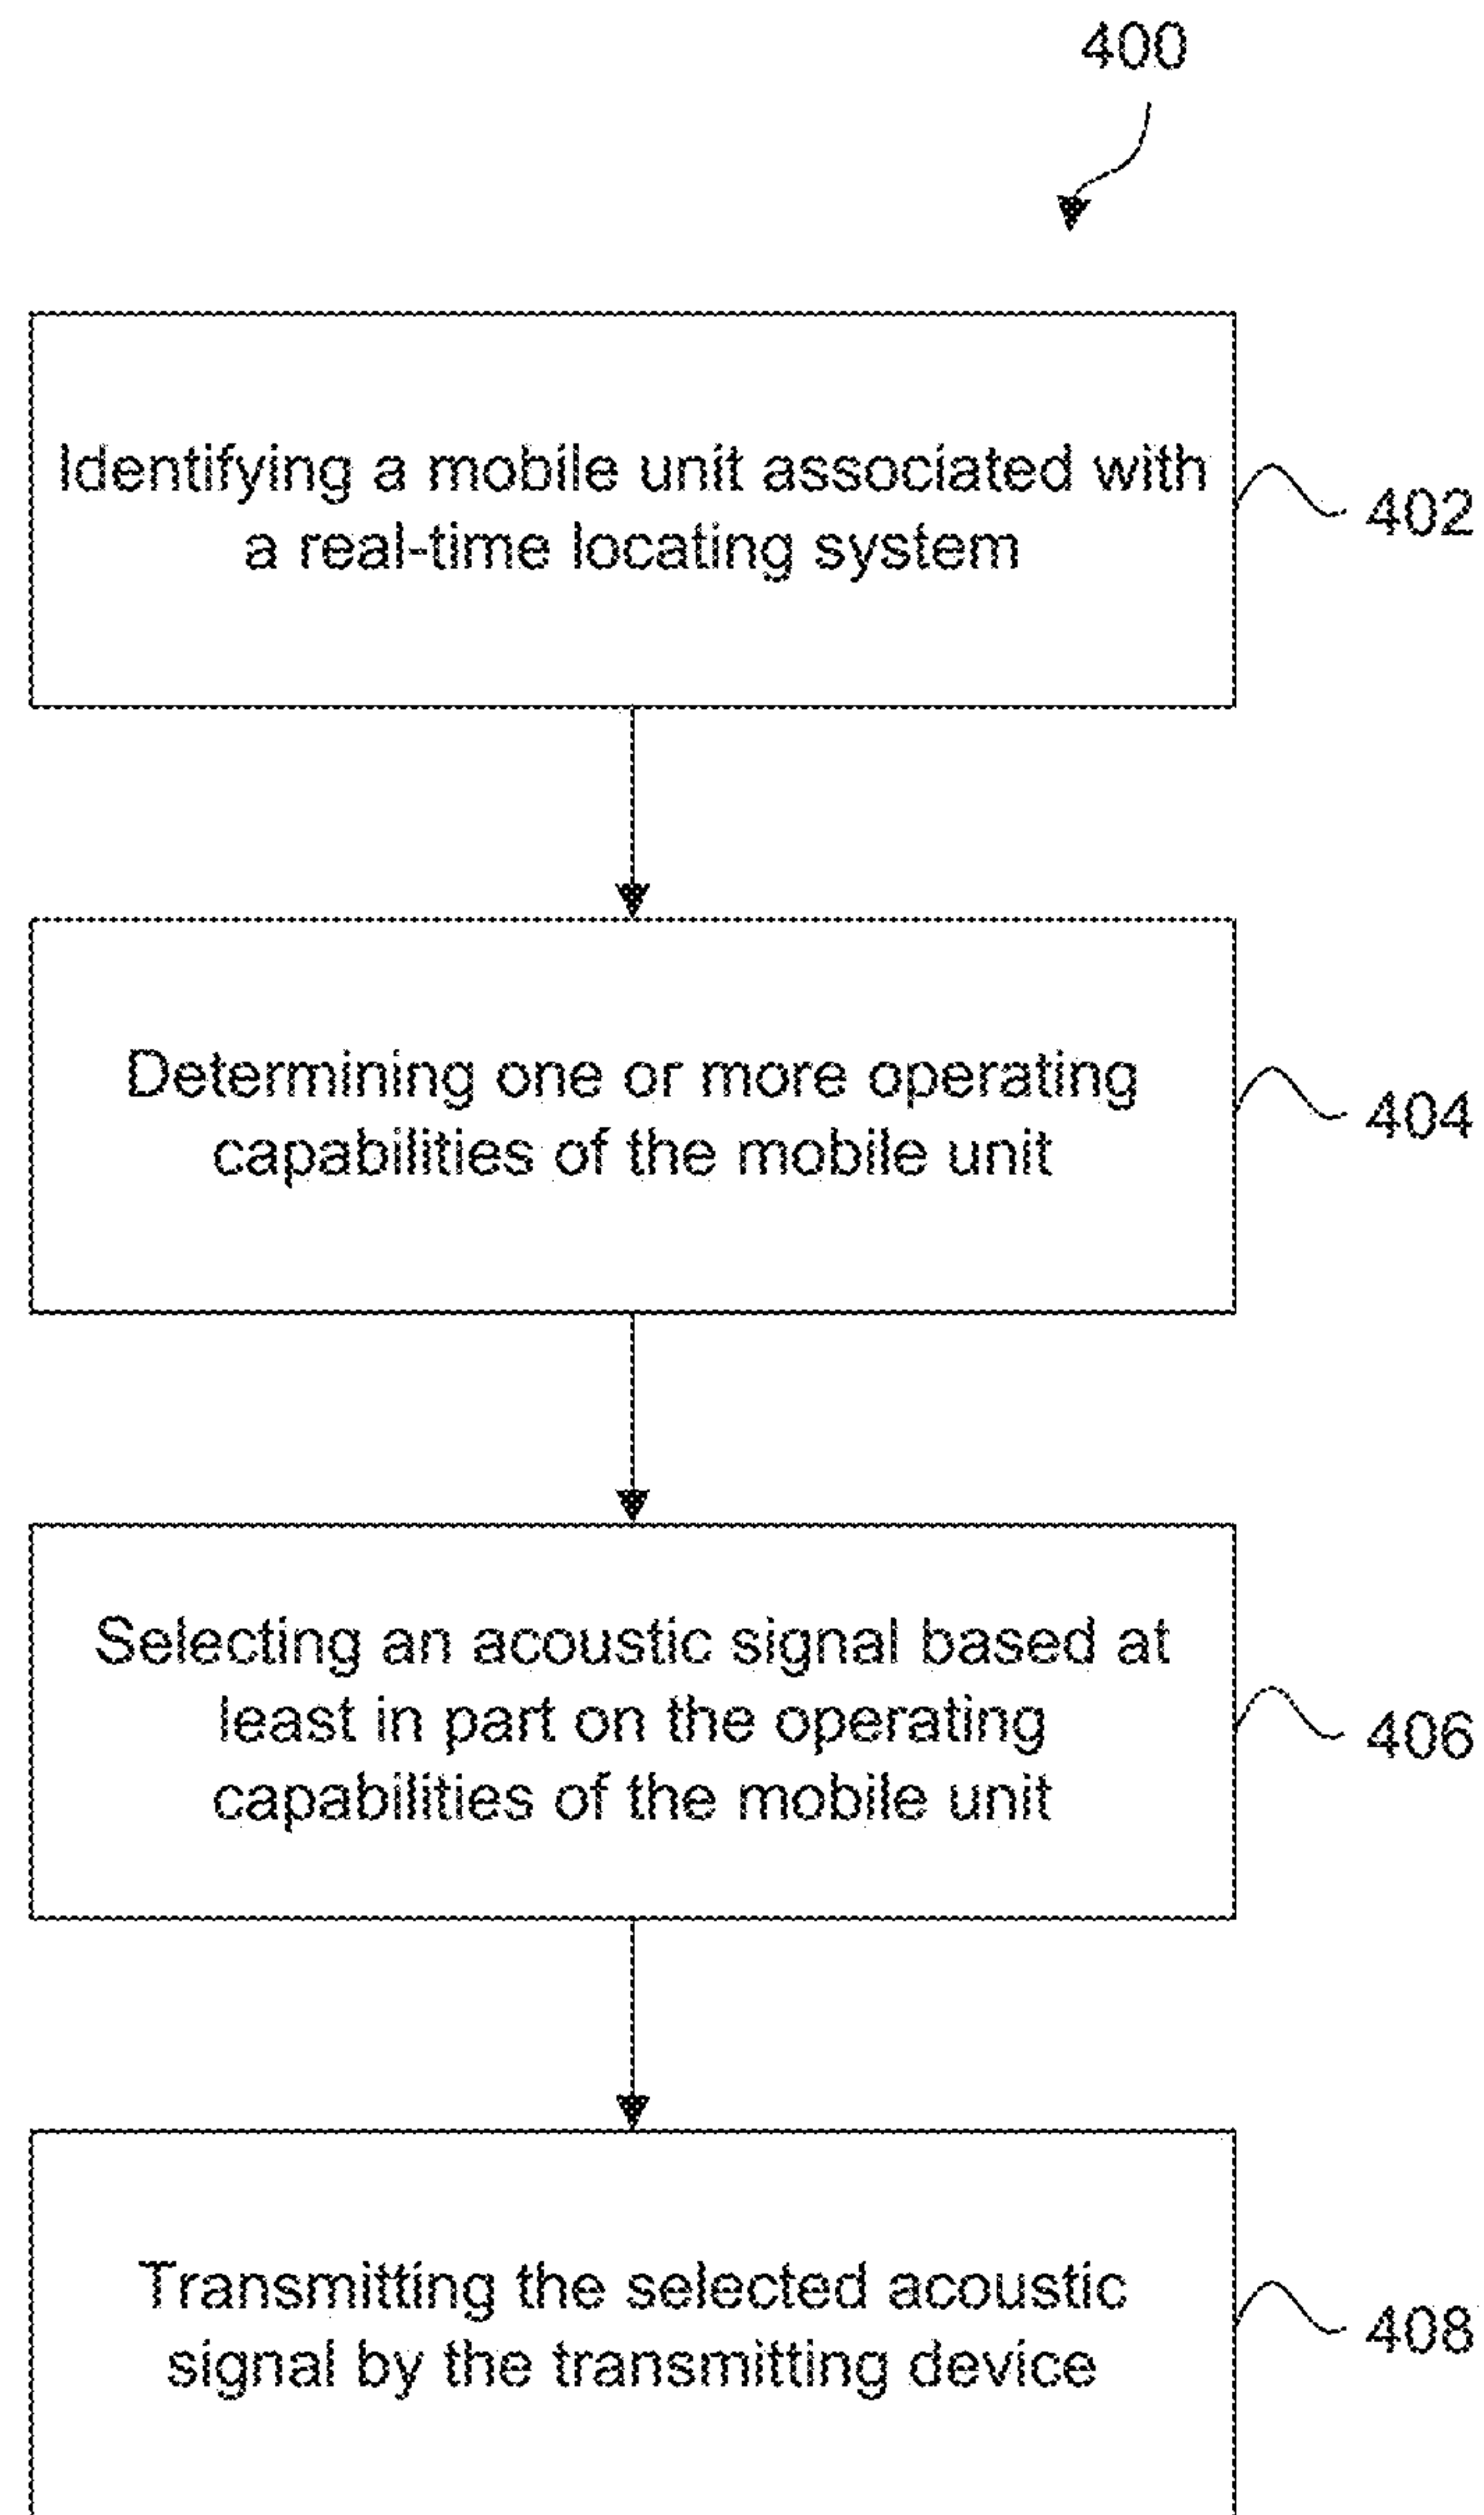 400
Identifying a mobile unit associated with
a real-time locating system
402
Determining one or more operating
capabilities of the mobile unit
404
Selecting an acoustic signal based at
least in part on the operating
capabilities of the mobile unit
406
Transmitting the selected acoustic
signal by the transmitting device
408